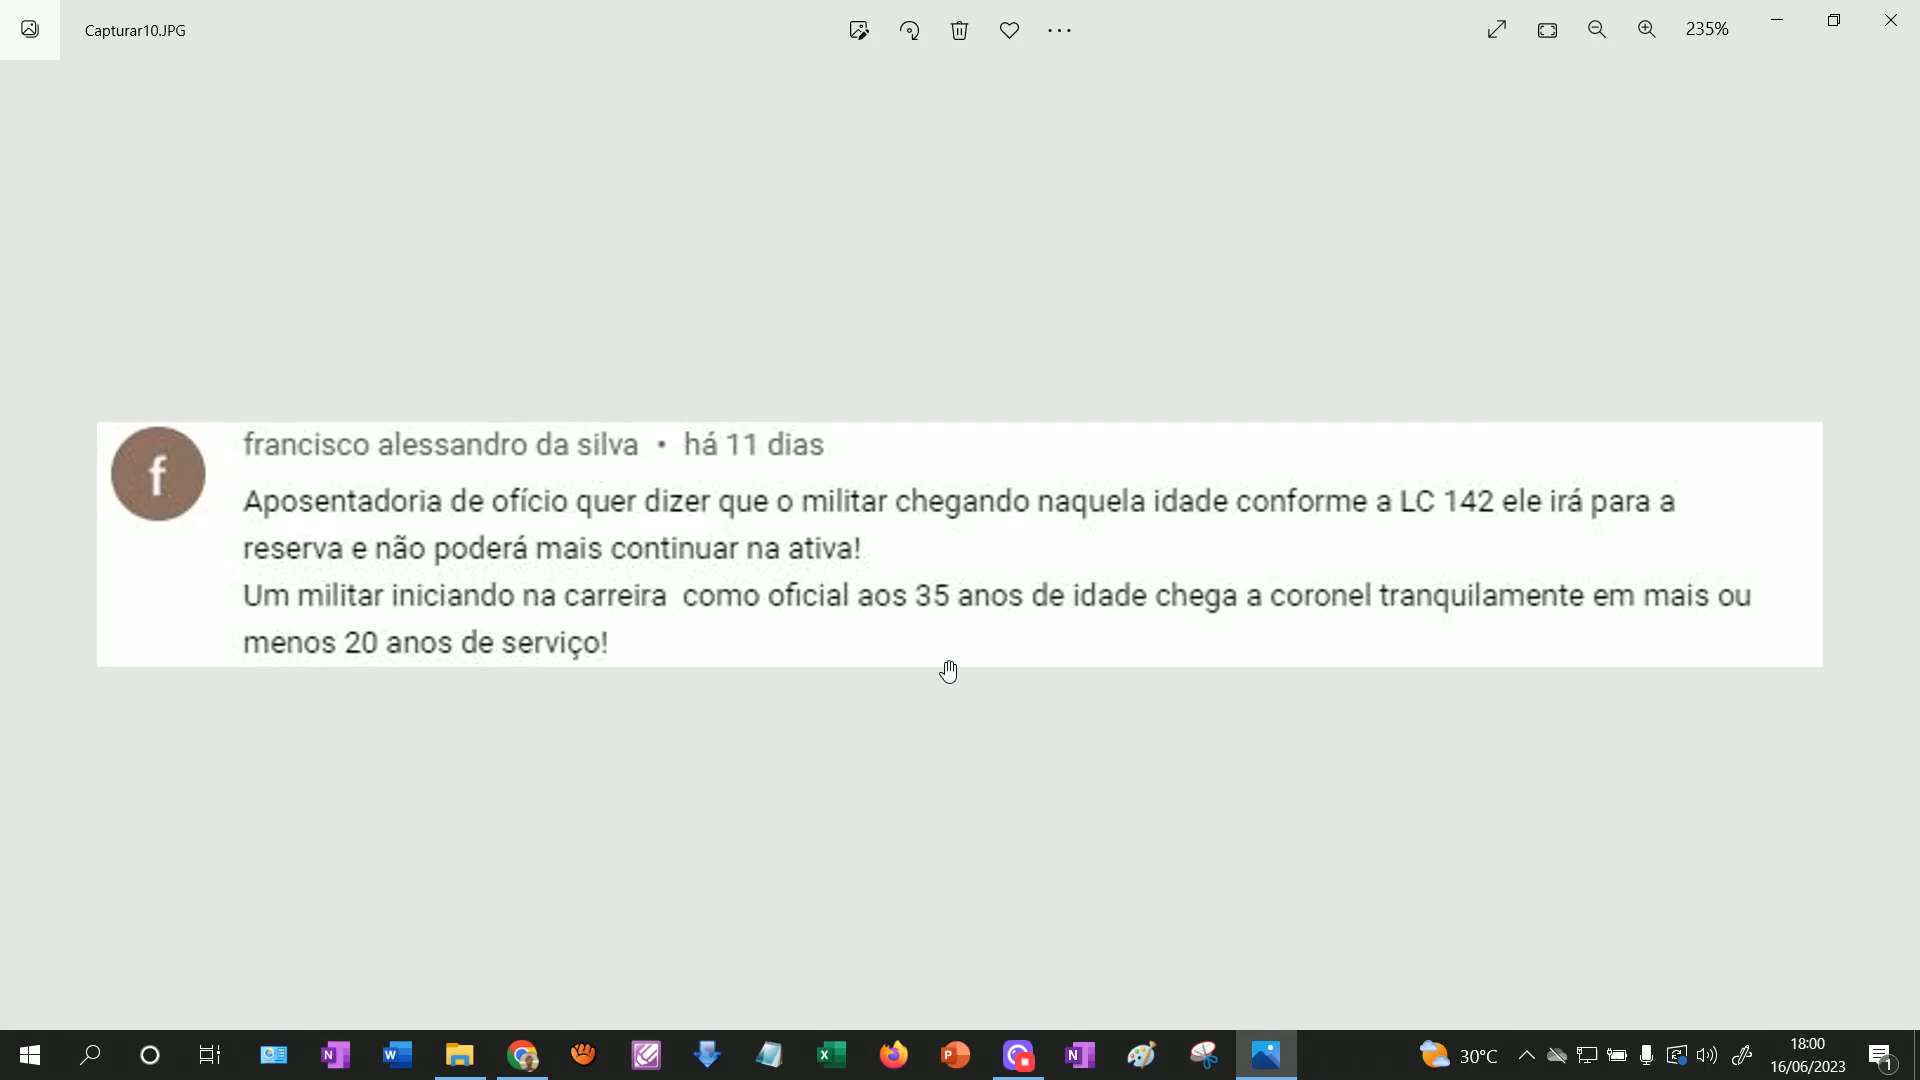 Capturar10.JPG
235%
francisco alessandro da silva • há 11 dias
f
Aposentadoria de ofício quer dizer que o militar chegando naquela idade conforme a LC 142 ele irá para a
reserva e não poderá mais continuar na ativa!
Um militar iniciando na carreira como oficial aos 35 anos de idade chega a coronel tranquilamente em mais ou
menos 20 anos de serviço!
30°C
18:00
16/06/2023
1